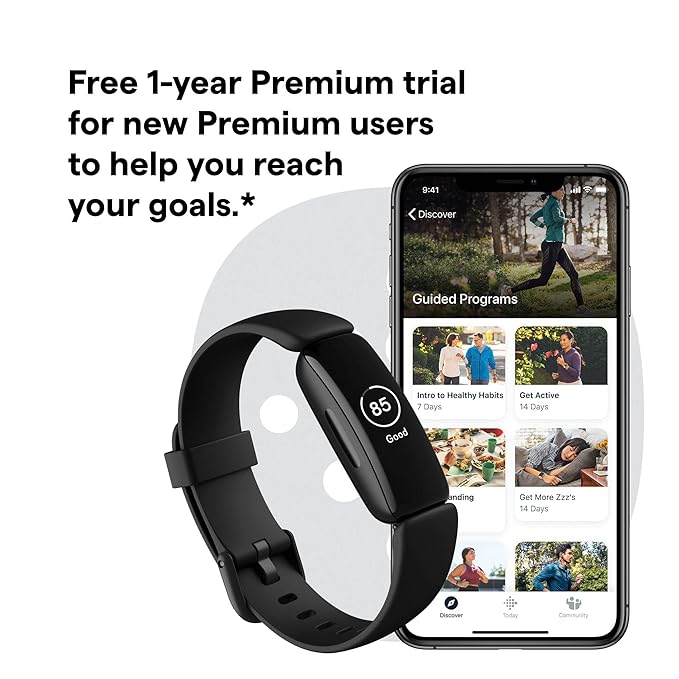 Free 1-year Premium trial
for new Premium users
to help you reach
your goals.*
9:41
Discover
Guided Programs
Intro to Healthy Habits
7 Days
Get Active
14 Days
85
Good
anding
Get More Zzz's
14 Days
Discover
Today
Community